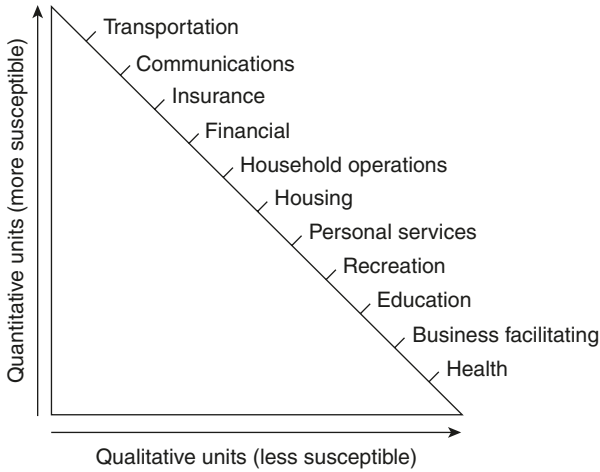 Transportation
Communications
Insurance
Financial
Household operations
Housing
Personal services
Recreation
Education
Business facilitating
Health
Quantitative units (more susceptible)
Qualitative units (less susceptible)